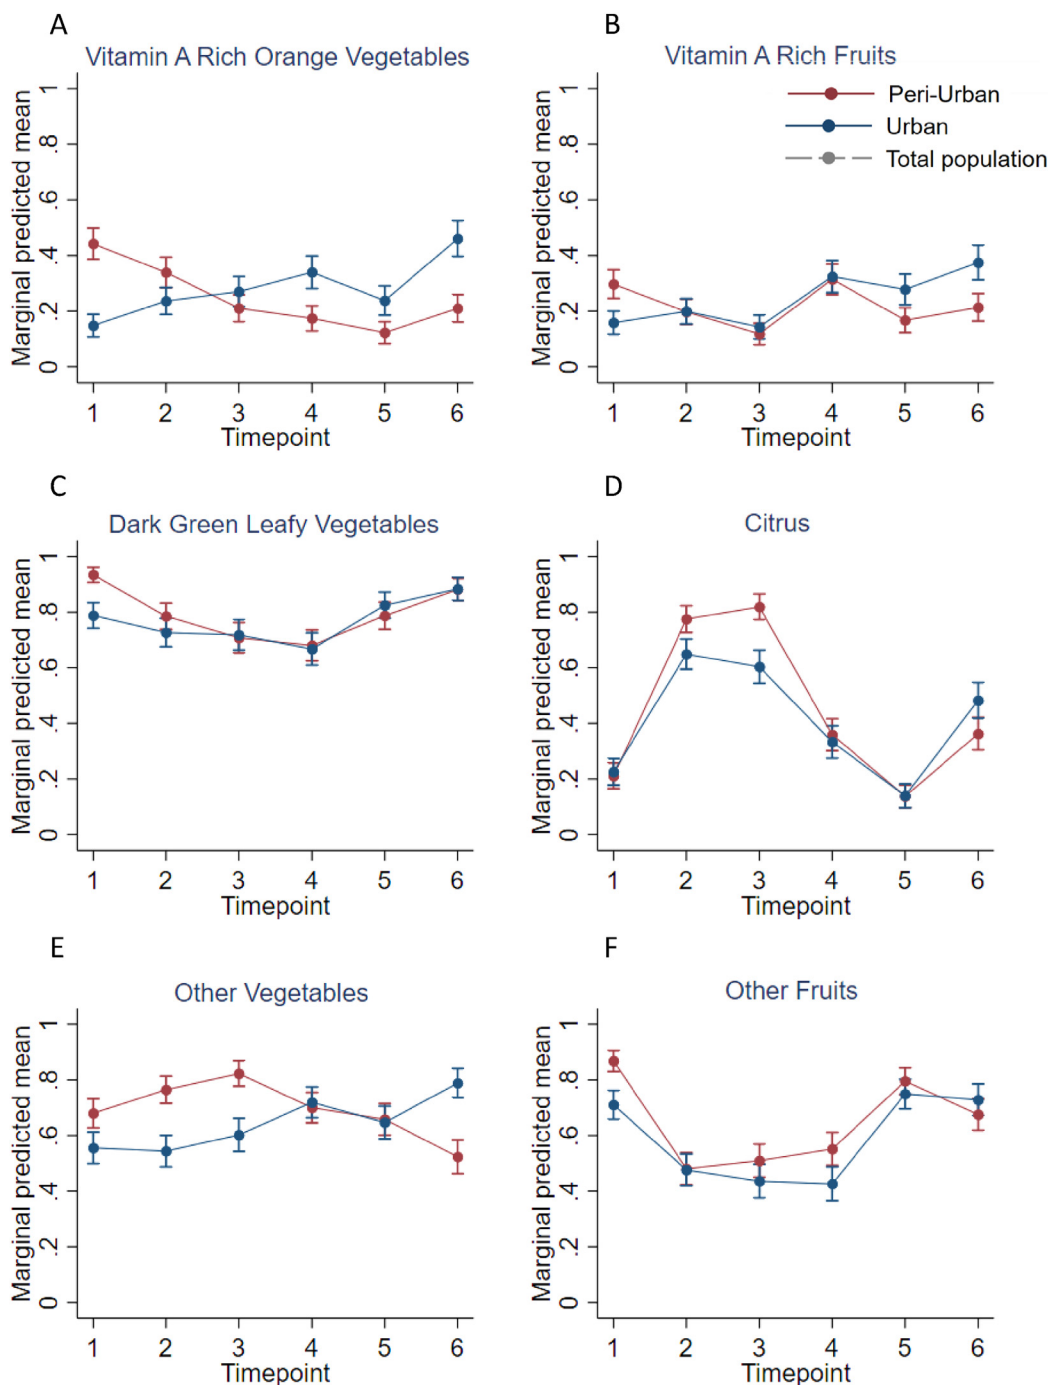 A
Vitamin A Rich Orange Vegetables
Marginal predicted mean
0 .2 .4 .6 .8 1
1 2 3 4 5 6
Timepoint
B
Vitamin A Rich Fruits
Peri-Urban
Urban
Total population
Marginal predicted mean
0 .2 .4 .6 .8 1
1 2 3 4 5 6
Timepoint
C
Dark Green Leafy Vegetables
Marginal predicted mean
0 .2 .4 .6 .8 1
1 2 3 4 5 6
Timepoint
D
Citrus
Marginal predicted mean
0 .2 .4 .6 .8 1
1 2 3 4 5 6
Timepoint
E
Other Vegetables
Marginal predicted mean
0 .2 .4 .6 .8 1
1 2 3 4 5 6
Timepoint
F
Other Fruits
Marginal predicted mean
0 .2 .4 .6 .8 1
1 2 3 4 5 6
Timepoint